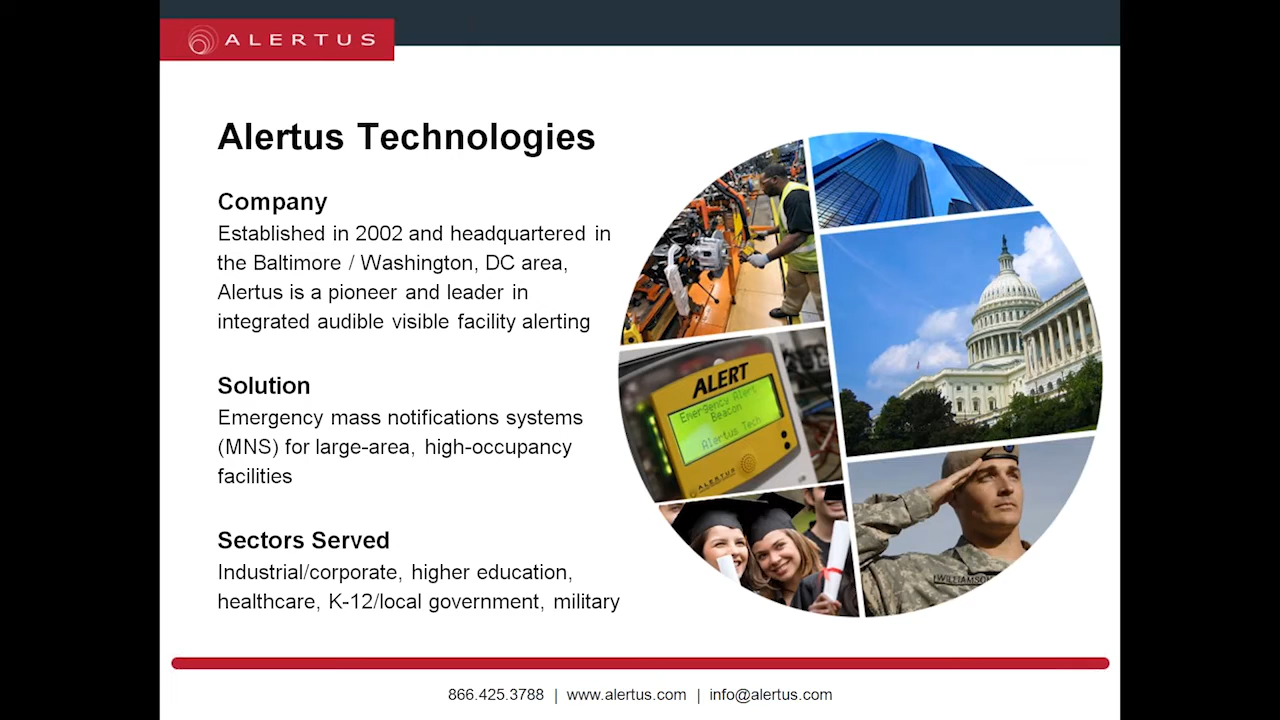 ALERTUS
Alertus Technologies
Company
Established in 2002 and headquartered in
the Baltimore / Washington, DC area,
Alertus is a pioneer and leader in
integrated audible visible facility alerting
Solution
Emergency mass notifications systems
(MNS) for large-area, high-occupancy
facilities
Sectors Served
Industrial/corporate, higher education,
healthcare, K-12/local government, military
ALERT
Emergency Alert
Beacon
Alertus Tech
ALERTUS
WILLIAMSON
866.425.3788 | www.alertus.com | info@alertus.com